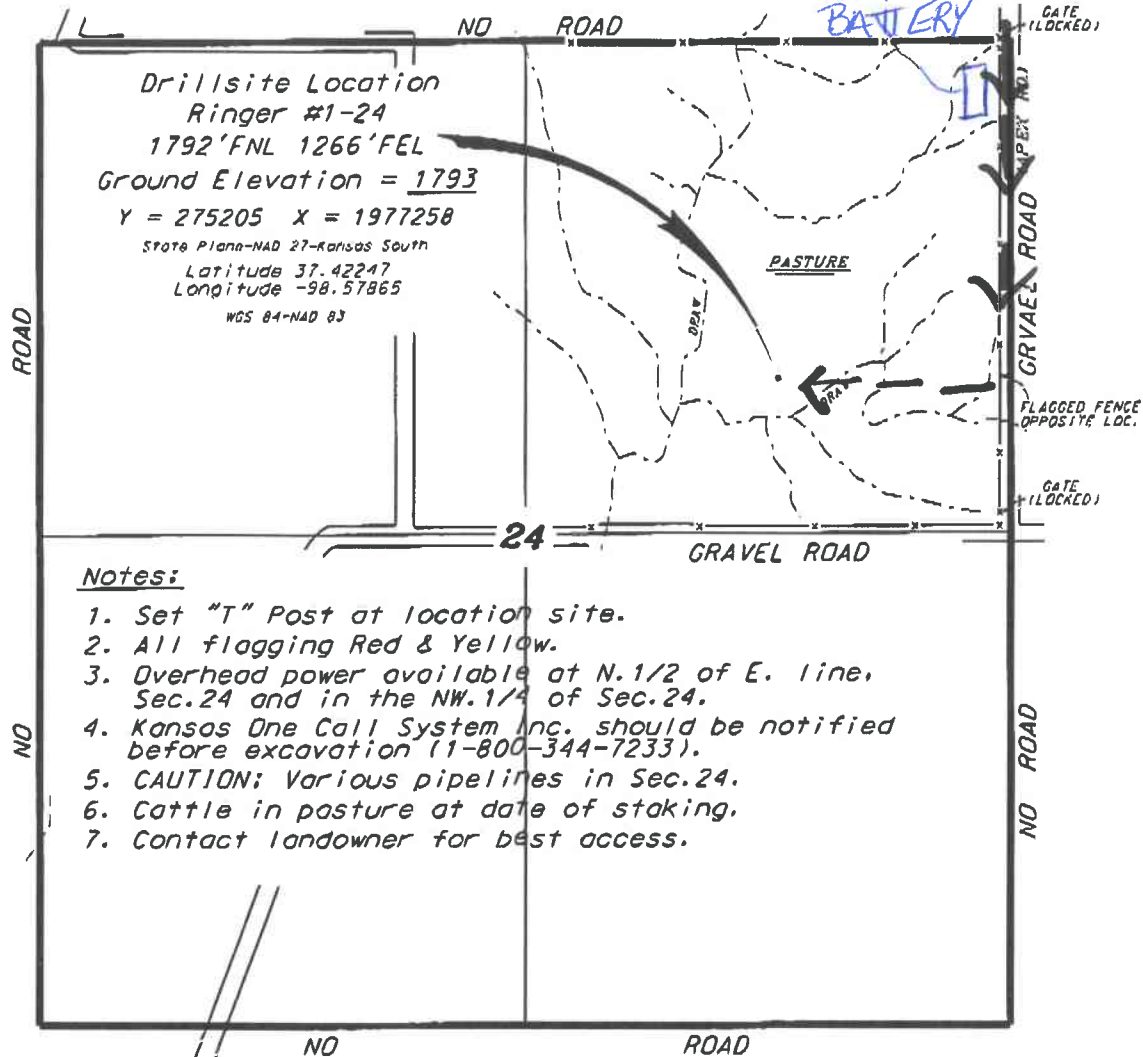 NO ROAD
BATTERY
GATE
(LOCKED)
Drillsite Location
Ringer #1-24
1792'FNL 1266'FEL
Ground Elevation = 1793
Y = 275205 X = 1977258
State Plane-NAD 27-Kansas South
Latitude 37.42247
Longitude -98.57865
WGS 84-NAD 83
APEX RD.)
GRVAEL ROAD
PASTURE
DRAW
DRAW
ROAD
FLAGGED FENCE
OPPOSITE LOC.
GATE
(LOCKED)
24
GRAVEL ROAD
Notes:
1. Set "T" Post at location site.
2. All flagging Red & Yellow.
3. Overhead power available at N.1/2 of E. line,
Sec.24 and in the NW.1/4 of Sec.24.
4. Kansas One Call System Inc. should be notified
before excavation (1-800-344-7233).
5. CAUTION: Various pipelines in Sec.24.
6. Cattle in pasture at date of staking.
7. Contact landowner for best access.
NO
NO ROAD
NO ROAD